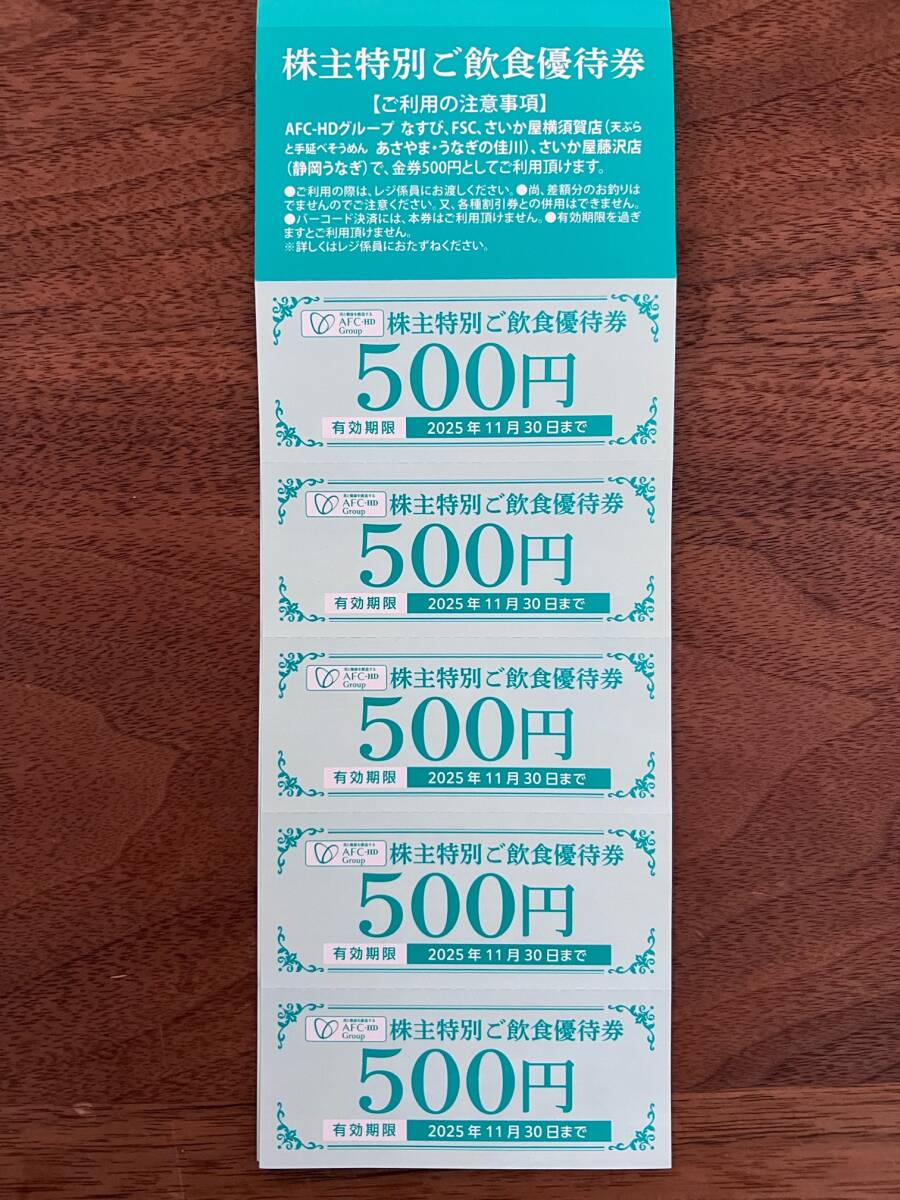 株主特別ご飲食優待券
【ご利用の注意事項】
AFC-HDグループ なすび、FSC、さいか屋横須賀店(天ぷら
と手延べそうめん あさやま・うなぎの佳川)、さいか屋藤沢店
(静岡うなぎ)で、金券500円としてご利用頂けます。
●ご利用の際は、レジ係員にお渡しください。●尚、差額分のお釣りは
でませんのでご注意ください。又、各種割引券との併用はできません。
●バーコード決済には、本券はご利用頂けません。●有効期限を過ぎ
ますとご利用頂けません。
※詳しくはレジ係員におたずねください。
AFC-HD
Group
株主特別ご飲食優待券
500円
有効期限 2025年11月30日まで
AFC-HD
Group
株主特別ご飲食優待券
500円
有効期限 2025年11月30日まで
AFC-HD
Group
株主特別ご飲食優待券
500円
有効期限 2025年11月30日まで
AFC-HD
Group
株主特別ご飲食優待券
500円
有効期限 2025年11月30日まで
AFC-HD
Group
株主特別ご飲食優待券
500円
有効期限 2025年11月30日まで